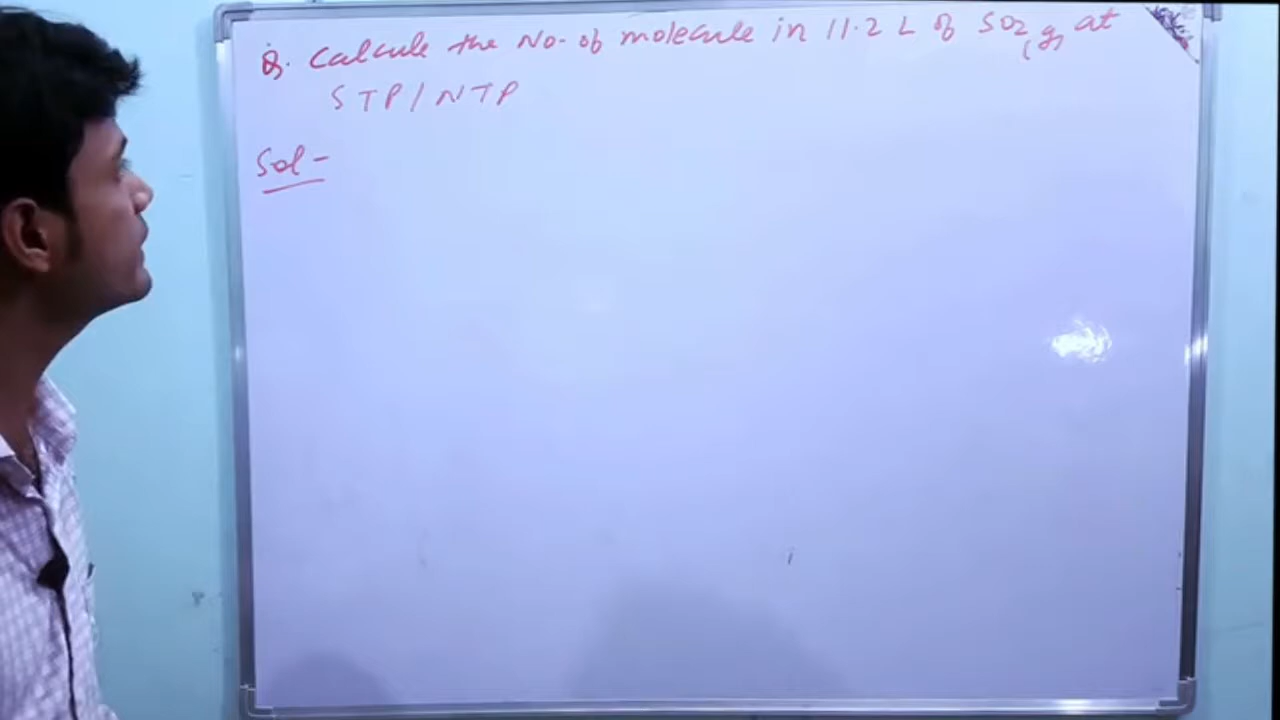 Q. Calcule the No. of molecule in 11.2 L of SO2(g) at
STP/NTP
Sol -